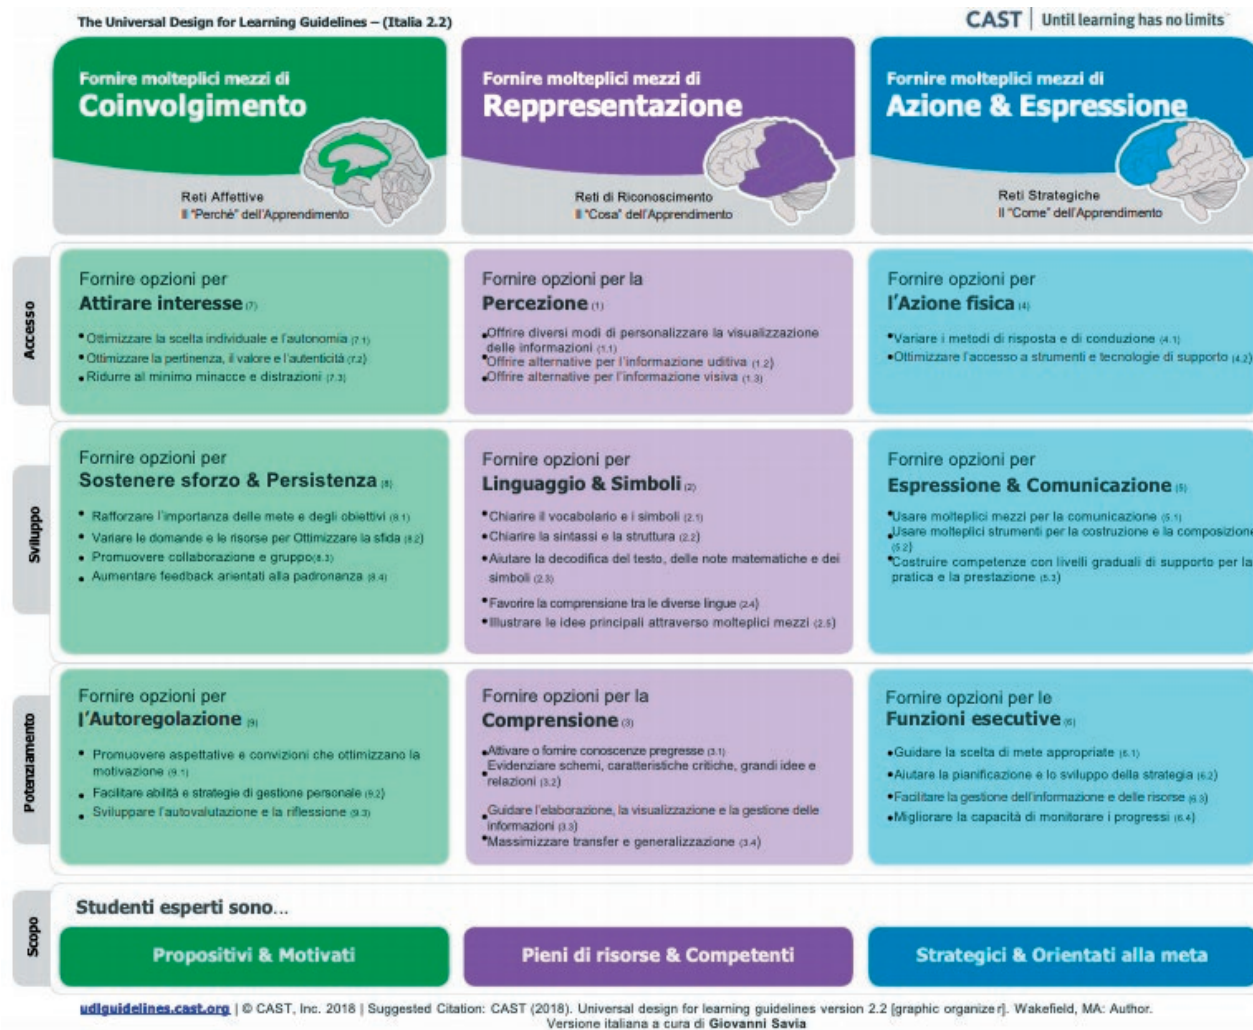 The Universal Design for Learning Guidelines – (Italia 2.2)
CAST | Until learning has no limits™
Fornire molteplici mezzi di
Coinvolgimento
Reti Affettive
Il "Perchè" dell'Apprendimento
Fornire molteplici mezzi di
Reppresentazione
Reti di Riconoscimento
Il "Cosa" dell'Apprendimento
Fornire molteplici mezzi di
Azione & Espressione
Reti Strategiche
Il "Come" dell'Apprendimento
Accesso
Fornire opzioni per
Attirare interesse (7)
•Ottimizzare la scelta individuale e l'autonomia (7.1)
•Ottimizzare la pertinenza, il valore e l'autenticità (7.2)
• Ridurre al minimo minacce e distrazioni (7.3)
Fornire opzioni per la
Percezione (1)
•Offrire diversi modi di personalizzare la visualizzazione
delle informazioni (1.1)
•Offrire alternative per l'informazione uditiva (1.2)
•Offrire alternative per l'informazione visiva (1.3)
Fornire opzioni per
l'Azione fisica (4)
•Variare i metodi di risposta e di conduzione (4.1)
•Ottimizzare l'accesso a strumenti e tecnologie di supporto (4.2)
Sviluppo
Fornire opzioni per
Sostenere sforzo & Persistenza (8)
• Rafforzare l'importanza delle mete e degli obiettivi (8.1)
• Variare le domande e le risorse per Ottimizzare la sfida (8.2)
• Promuovere collaborazione e gruppo(8.3)
• Aumentare feedback arientati alla padronanza (8.4)
Fornire opzioni per
Linguaggio & Simboli (2)
•Chiarire il vocabolario e i simboli (2.1)
•Chiarire la sintassi e la struttura (2.2)
•Aiutare la decodifica del testo, delle note matematiche e dei
simboli (2.3)
•Favorire la comprensione tra le diverse lingue (2.4)
•Illustrare le idee principali attraverso molteplici mezzi (2.5)
Fornire opzioni per
Espressione & Comunicazione (5)
•Usare molteplici mezzi per la comunicazione (5.1)
•Usare molteplici strumenti per la costruzione e la composizione
(5.2)
•Costruire competenze con livelli graduali di supporto per la
pratica e la prestazione (5.3)
Potenziamento
Fornire opzioni per
l'Autoregolazione (9)
• Promuovere aspettative e convizioni che ottimizzano la
motivazione (9.1)
• Facilitare abilità e strategie di gestione personale (9.2)
• Sviluppare l'autovalutazione e la riflessione (9.3)
Fornire opzioni per la
Comprensione (3)
•Attivare o fornire conoscenze pregresse (3.1)
•Evidenziare schemi, caratteristiche critiche, grandi idee e
relazioni (3.2)
•Guidare l'elaborazione, la visualizzazione e la gestione delle
informazioni (3.3)
•Massimizzare transfer e generalizzazione (3.4)
Fornire opzioni per le
Funzioni esecutive (6)
•Guidare la scelta di mete appropriate (6.1)
•Aiutare la pianificazione e lo sviluppo della strategia (6.2)
•Facilitare la gestione dell'informazione e delle risorse (6.3)
•Migliorare la capacità di monitorare i progressi (6.4)
Scopo
Studenti esperti sono...
Propositivi & Motivati
Pieni di risorse & Competenti
Strategici & Orientati alla meta
udlguidelines.cast.org | © CAST, Inc. 2018 | Suggested Citation: CAST (2018). Universal design for learning guidelines version 2.2 [graphic organizer]. Wakefield, MA: Author.
Versione italiana a cura di Giovanni Savia